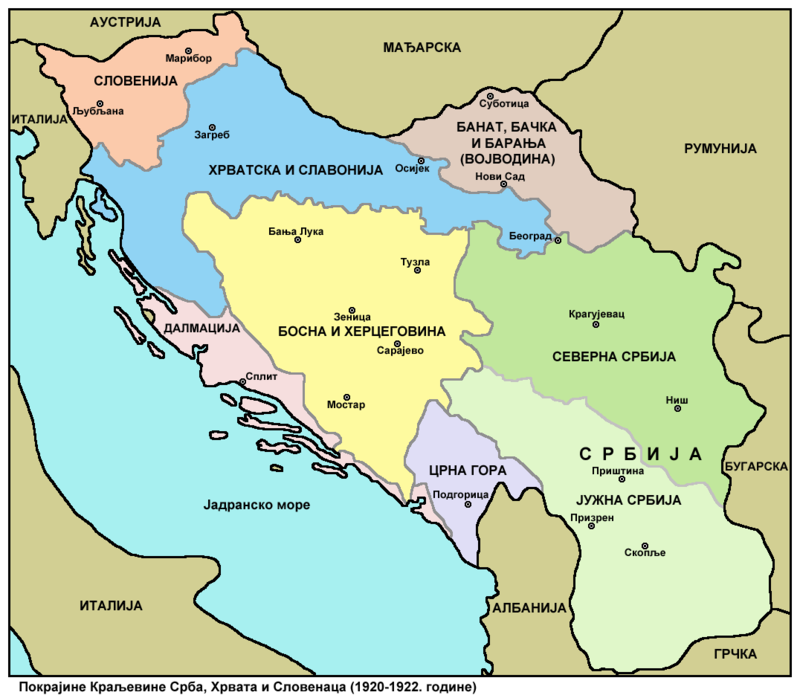 АУСТРИЈА
МАЂАРСКА
Марибор
СЛОВЕНИЈА
Љубљана
ИТАЛИЈА
Суботица
БАНАТ, БАЧКА
И БАРАЊА
(ВОЈВОДИНА)
РУМУНИЈА
Загреб
ХРВАТСКА И СЛАВОНИЈА
Осијек
Нови Сад
Бања Лука
Београд
Тузла
Зеница
Крагујевац
ДАЛМАЦИЈА
БОСНА И ХЕРЦЕГОВИНА
Сарајево
СЕВЕРНА СРБИЈА
Сплит
Мостар
Ниш
С Р Б И Ј А
БУГАРСКА
ЦРНА ГОРА
Приштина
Подгорица
ЈУЖНА СРБИЈА
Јадранско море
Призрен
Скопље
ИТАЛИЈА
АЛБАНИЈА
ГРЧКА
Покрајине Краљевине Срба, Хрвата и Словенаца (1920-1922. године)